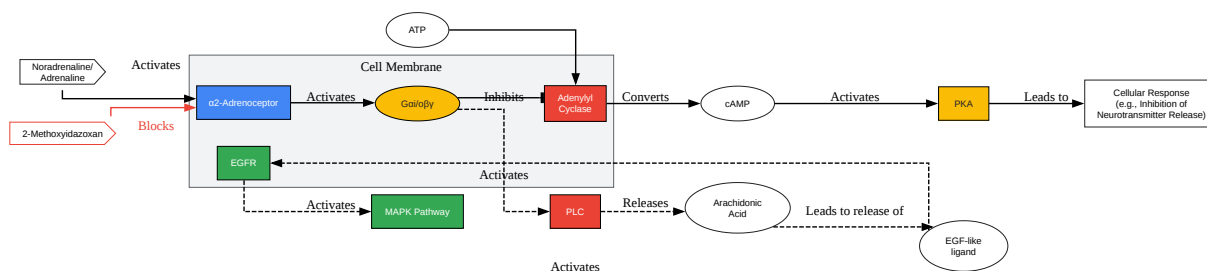 ATP
Noradrenaline/
Adrenaline
Activates
Cell Membrane
α2-Adrenoceptor
Activates
Gαi/oβγ
Inhibits
Adenylyl
Cyclase
Converts
cAMP
Activates
PKA
Leads to
Cellular Response
(e.g., Inhibition of
Neurotransmitter Release)
2-Methoxyidazoxan
Blocks
EGFR
Activates
Activates
MAPK Pathway
PLC
Releases
Arachidonic
Acid
Leads to release of
EGF-like
ligand
Activates